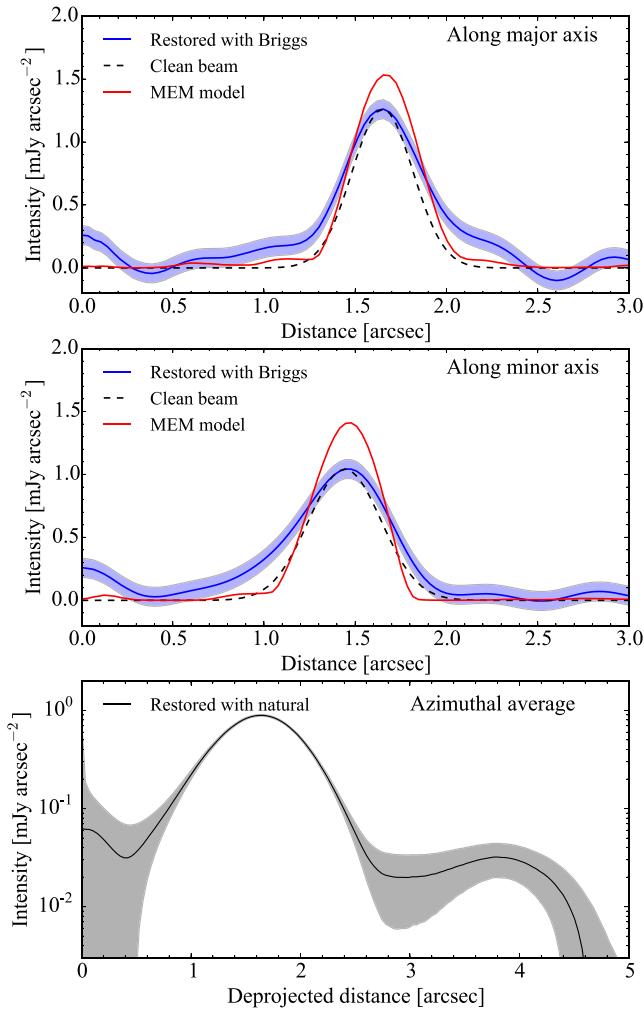 2.0
Restored with Briggs
Along major axis
Clean beam
MEM model
1.5
1.0
0.5
0.0
Intensity [mJy arcsec⁻²]
0.0 0.5 1.0 1.5 2.0 2.5 3.0
Distance [arcsec]
2.0
Restored with Briggs
Along minor axis
Clean beam
MEM model
1.5
1.0
0.5
0.0
Intensity [mJy arcsec⁻²]
0.0 0.5 1.0 1.5 2.0 2.5 3.0
Distance [arcsec]
10⁰
Restored with natural
Azimuthal average
10⁻¹
10⁻²
Intensity [mJy arcsec⁻²]
0 1 2 3 4 5
Deprojected distance [arcsec]